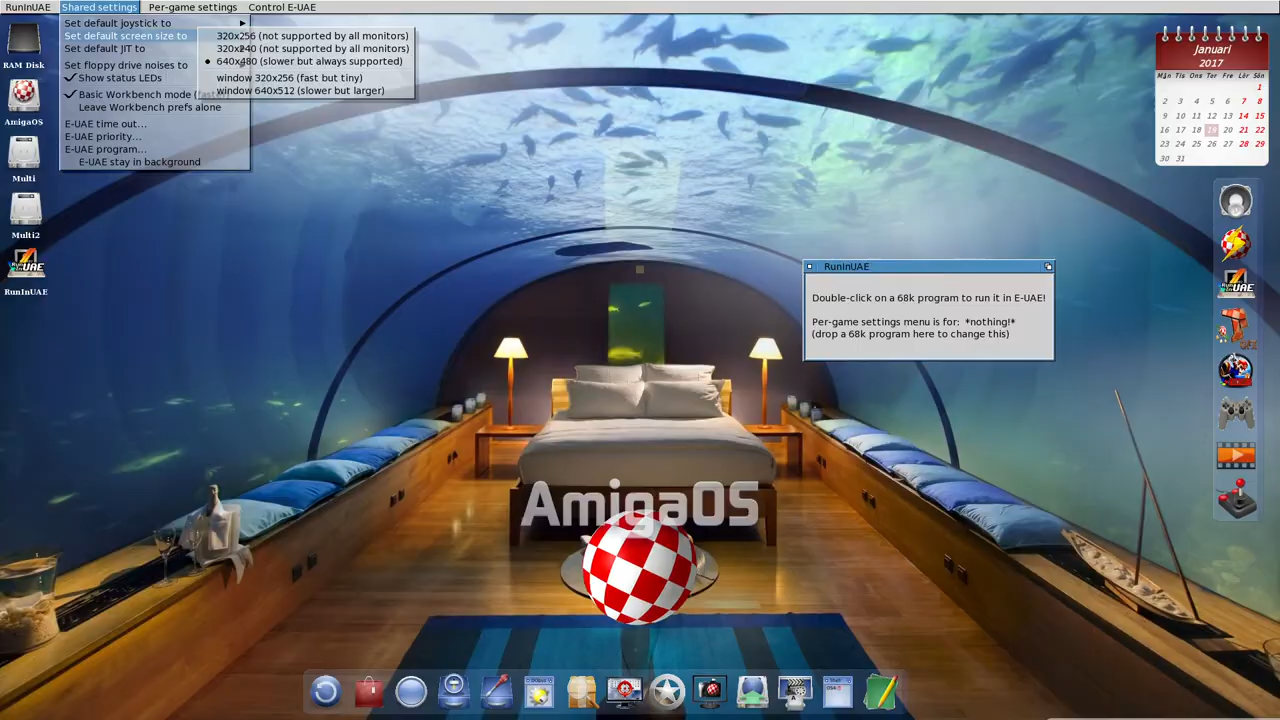 RunInUAE Shared settings Per-game settings Control E-UAE
Set default joystick to
Set default screen size to
Set default JIT to
Set floppy drive noises to
Show status LEDs
Basic Workbench mode (
Leave Workbench prefs alone
E-UAE time out...
E-UAE priority...
E-UAE program...
E-UAE stay in background
320x256 (not supported by all monitors)
320x240 (not supported by all monitors)
640x480 (slower but always supported)
window 320x256 (fast but tiny)
window 640x512 (slower but larger)
RAM Disk
AmigaOS
Multi
Multi2
RunInUAE
Januari
2017
Mån Tis Ons Tor Fre Lör Sön
1
2 3 4 5 6 7 8
9 10 11 12 13 14 15
16 17 18 19 20 21 22
23 24 25 26 27 28 29
30 31
RunInUAE
Double-click on a 68k program to run it in E-UAE!
Per-game settings menu is for: *nothing!*
(drop a 68k program here to change this)
AmigaOS